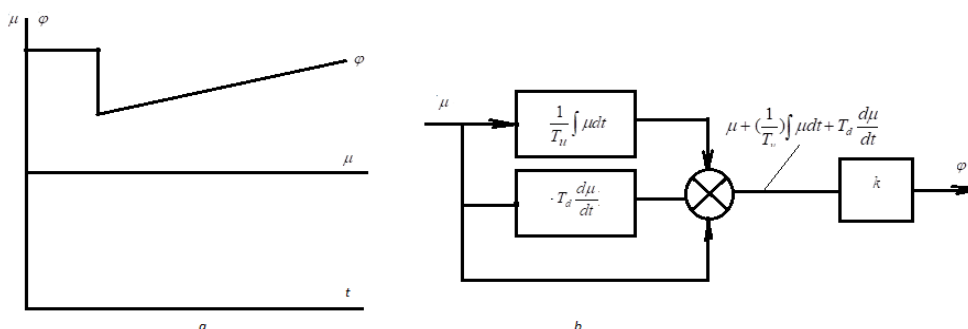 μ φ
φ
μ
t
a
μ
1/T_u ∫ μdt
· T_d dμ/dt
μ + (1/T_u) ∫ μdt + T_d dμ/dt
k
φ
b